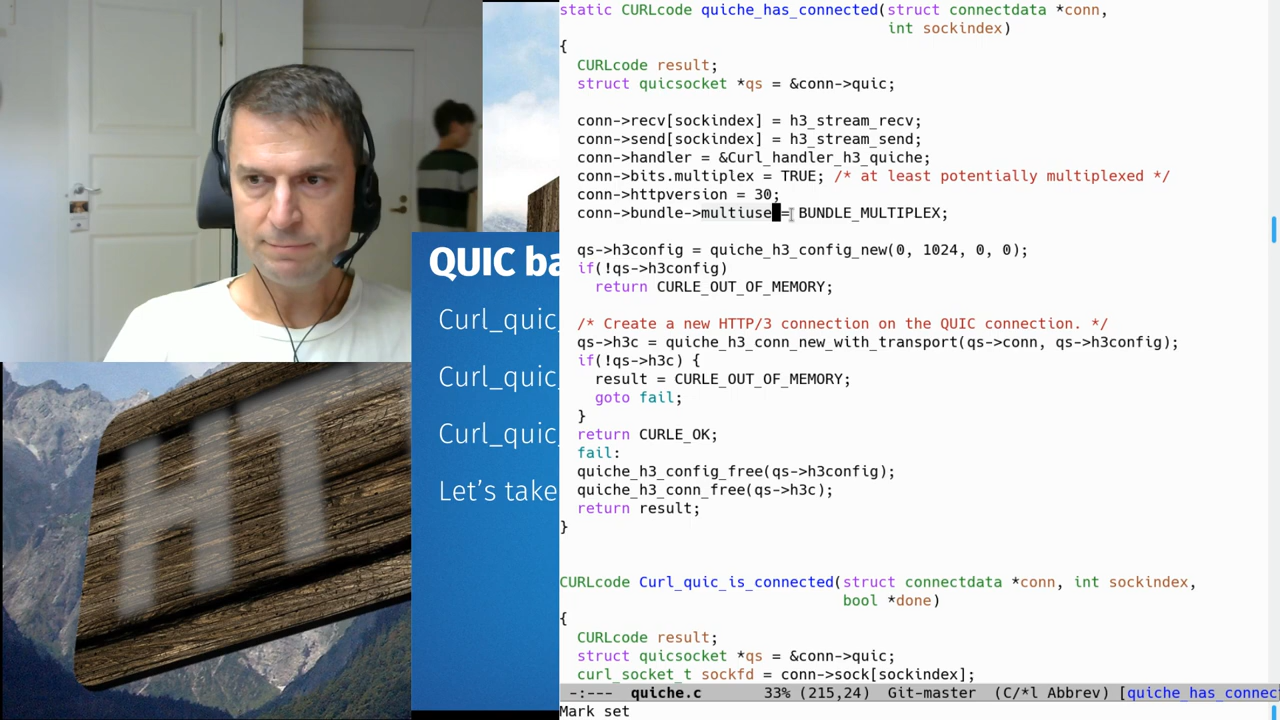 static CURLcode quiche_has_connected(struct connectdata *conn,
int sockindex)
{
CURLcode result;
struct quicsocket *qs = &conn->quic;
conn->recv[sockindex] = h3_stream_recv;
conn->send[sockindex] = h3_stream_send;
conn->handler = &Curl_handler_h3_quiche;
conn->bits.multiplex = TRUE; /* at least potentially multiplexed */
conn->httpversion = 30;
conn->bundle->multiuse = BUNDLE_MULTIPLEX;
qs->h3config = quiche_h3_config_new(0, 1024, 0, 0);
if(!qs->h3config)
return CURLE_OUT_OF_MEMORY;
/* Create a new HTTP/3 connection on the QUIC connection. */
qs->h3c = quiche_h3_conn_new_with_transport(qs->conn, qs->h3config);
if(!qs->h3c) {
result = CURLE_OUT_OF_MEMORY;
goto fail;
}
return CURLE_OK;
fail:
quiche_h3_config_free(qs->h3config);
quiche_h3_conn_free(qs->h3c);
return result;
}
CURLcode Curl_quic_is_connected(struct connectdata *conn, int sockindex,
bool *done)
{
CURLcode result;
struct quicsocket *qs = &conn->quic;
curl_socket_t sockfd = conn->sock[sockindex];
-:--- quiche.c 33% (215,24) Git-master (C/*l Abbrev) [quiche_has_connec
Mark set
QUIC ba
Curl_quic_
Curl_quic_
Curl_quic_
Let's take
HT